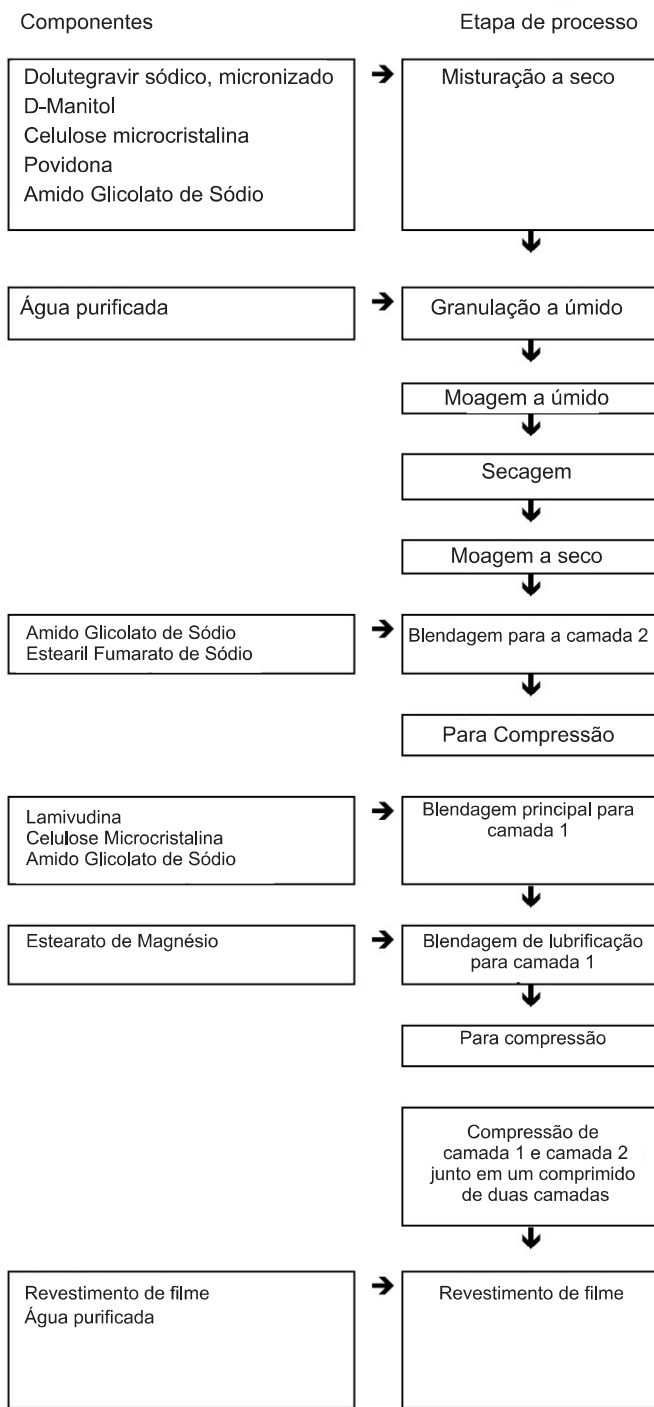 Componentes
Etapa de processo
Dolutegravir sódico, micronizado
D-Manitol
Celulose microcristalina
Povidona
Amido Glicolato de Sódio
Misturação a seco
Água purificada
Granulação a úmido
Moagem a úmido
Secagem
Moagem a seco
Amido Glicolato de Sódio
Estearil Fumarato de Sódio
Blendagem para a camada 2
Para Compressão
Lamivudina
Celulose Microcristalina
Amido Glicolato de Sódio
Blendagem principal para
camada 1
Estearato de Magnésio
Blendagem de lubrificação
para camada 1
Para compressão
Compressão de
camada 1 e camada 2
junto em um comprimido
de duas camadas
Revestimento de filme
Água purificada
Revestimento de filme